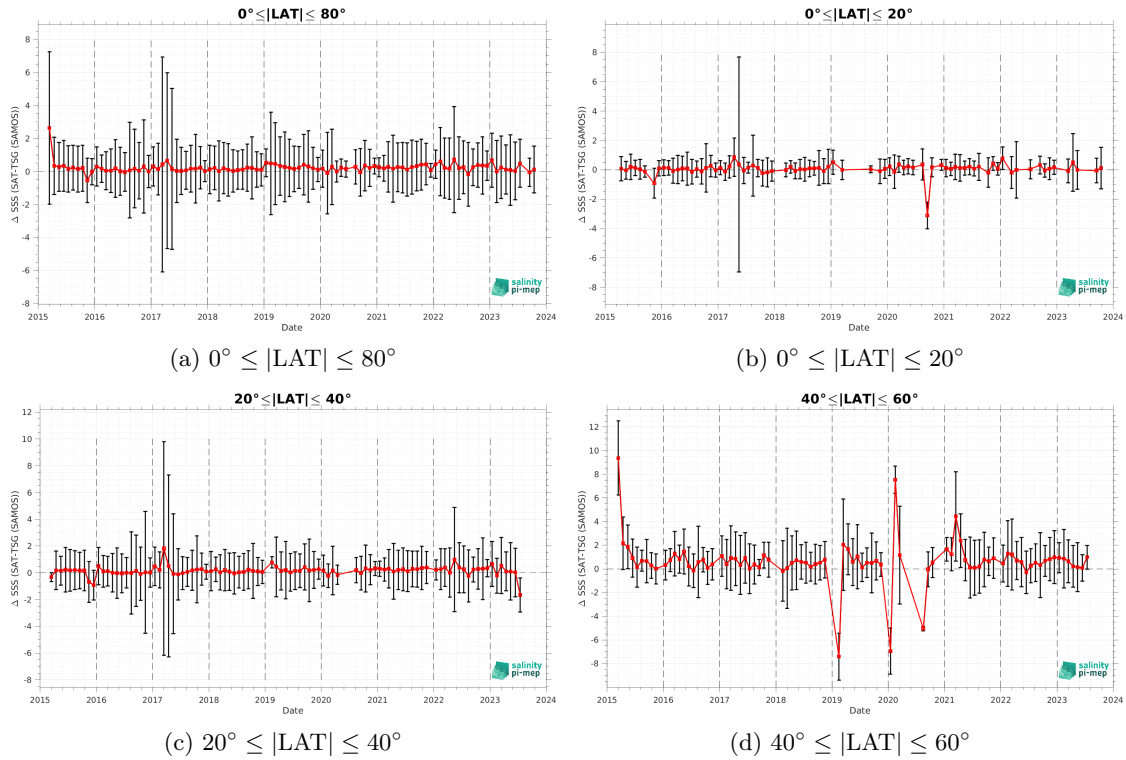 0°≤|LAT|≤ 80°
Δ SSS (SAT-TSG (SAMOS))
8
6
4
2
0
-2
-4
-6
-8
2015 2016 2017 2018 2019 2020 2021 2022 2023 2024
Date
salinity
pi-mep
(a) 0° ≤ |LAT| ≤ 80°
0°≤|LAT|≤ 20°
Δ SSS (SAT-TSG (SAMOS))
8
6
4
2
0
-2
-4
-6
-8
2015 2016 2017 2018 2019 2020 2021 2022 2023 2024
Date
salinity
pi-mep
(b) 0° ≤ |LAT| ≤ 20°
20°≤|LAT|≤ 40°
Δ SSS (SAT-TSG (SAMOS))
12
10
8
6
4
2
0
-2
-4
-6
-8
2015 2016 2017 2018 2019 2020 2021 2022 2023 2024
Date
salinity
pi-mep
(c) 20° ≤ |LAT| ≤ 40°
40°≤|LAT|≤ 60°
Δ SSS (SAT-TSG (SAMOS))
12
10
8
6
4
2
0
-2
-4
-6
-8
2015 2016 2017 2018 2019 2020 2021 2022 2023 2024
Date
salinity
pi-mep
(d) 40° ≤ |LAT| ≤ 60°